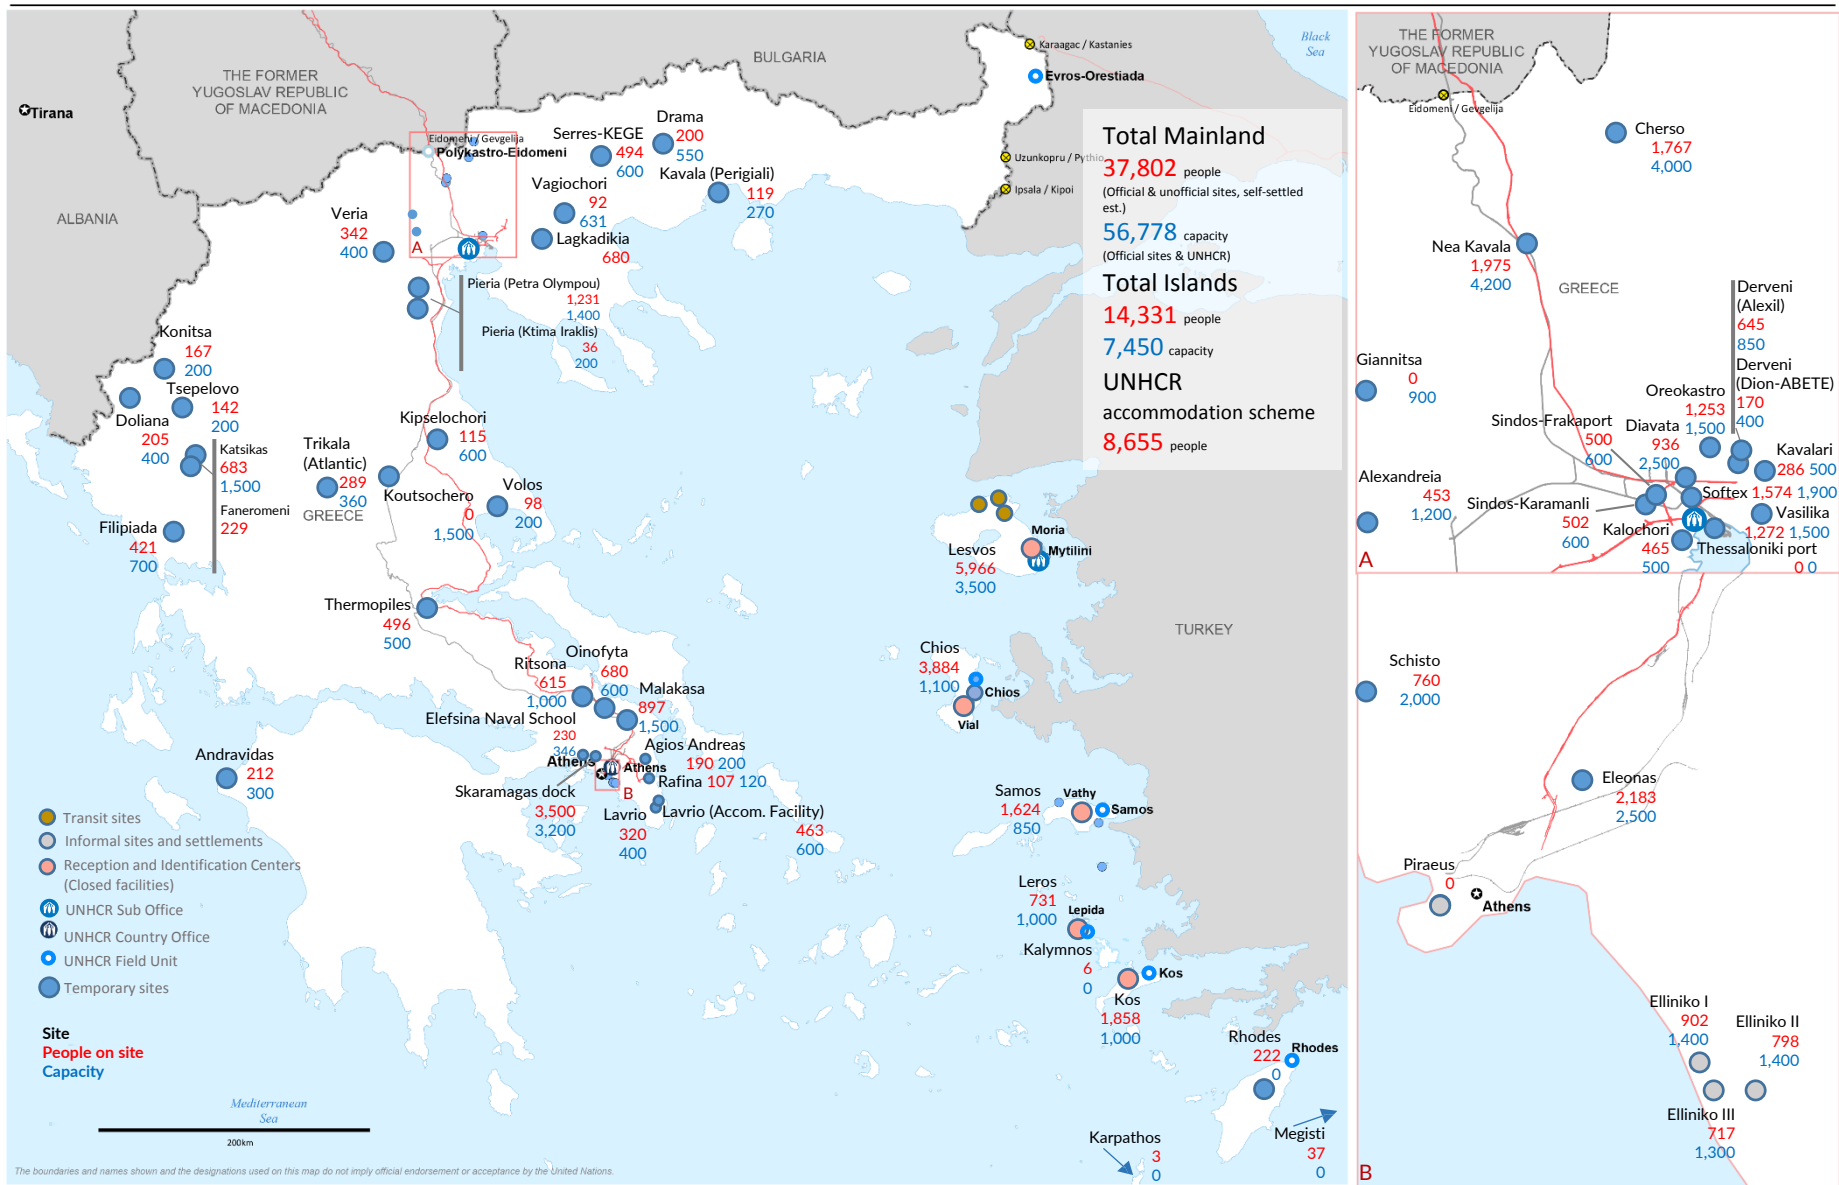 THE FORMER
YUGOSLAV REPUBLIC
OF MACEDONIA
BULGARIA
Black
Sea
Karaagac / Kastanies
Evros-Orestiada
Tirana
ALBANIA
Eidomeni / Gevgelija
Polykastro-Eidomeni
Serres-KEGE
494
600
Drama
200
550
Kavala (Perigiali)
119
270
Vagiochori
92
631
Lagkadikia
680
Uzunkopru / Pythio
Ipsala / Kipoi
Veria
342
400
A
Pieria (Petra Olympou)
1,231
1,400
Pieria (Ktima Iraklis)
36
200
Total Mainland
37,802 people
(Official & unofficial sites, self-settled
est.)
56,778 capacity
(Official sites & UNHCR)
Total Islands
14,331 people
7,450 capacity
UNHCR
accommodation scheme
8,655 people
Konitsa
167
200
Tsepelovo
142
200
Doliana
205
400
Katsikas
683
1,500
Faneromeni
229
Filipiada
421
700
Trikala
(Atlantic)
289
360
GREECE
Kipselochori
115
600
Koutsochero
0
1,500
Volos
98
200
Thermopiles
496
500
Ritsona
615
1,000
Oinofyta
680
600
Malakasa
897
1,500
Elefsina Naval School
230
346
Athens
Athens
Agios Andreas
190 200
Rafina 107 120
B
Skaramagas dock
3,500
3,200
Lavrio
320
400
Lavrio (Accom. Facility)
463
600
Andravidas
212
300
Moria
Mytilini
Lesvos
5,966
3,500
TURKEY
Chios
3,884
1,100
Chios
Vial
Samos
1,624
850
Vathy
Samos
Leros
731
1,000
Lepida
Kalymnos
6
0
Kos
Kos
1,858
1,000
Rhodes
222
0
Rhodes
Karpathos
3
0
Megisti
37
0
Transit sites
Informal sites and settlements
Reception and Identification Centers
(Closed facilities)
UNHCR Sub Office
UNHCR Country Office
UNHCR Field Unit
Temporary sites
Site
People on site
Capacity
Mediterranean
Sea
200km
The boundaries and names shown and the designations used on this map do not imply official endorsement or acceptance by the United Nations.
THE FORMER
YUGOSLAV REPUBLIC
OF MACEDONIA
Eidomeni / Gevgelija
Cherso
1,767
4,000
Nea Kavala
1,975
4,200
GREECE
Derveni
(Alexil)
645
850
Derveni
(Dion-ABETE)
170
400
Giannitsa
0
900
Oreokastro
1,253
1,500
Sindos-Frakaport
500
600
Diavata
936
2,500
Kavalari
286 500
Alexandreia
453
1,200
Sindos-Karamanli
502
600
Softex 1,574 1,900
Vasilika
1,272 1,500
Kalochori
465
500
Thessaloniki port
0 0
A
Schisto
760
2,000
Eleonas
2,183
2,500
Piraeus
0
Athens
Elliniko I
902
1,400
Elliniko II
798
1,400
Elliniko III
717
1,300
B